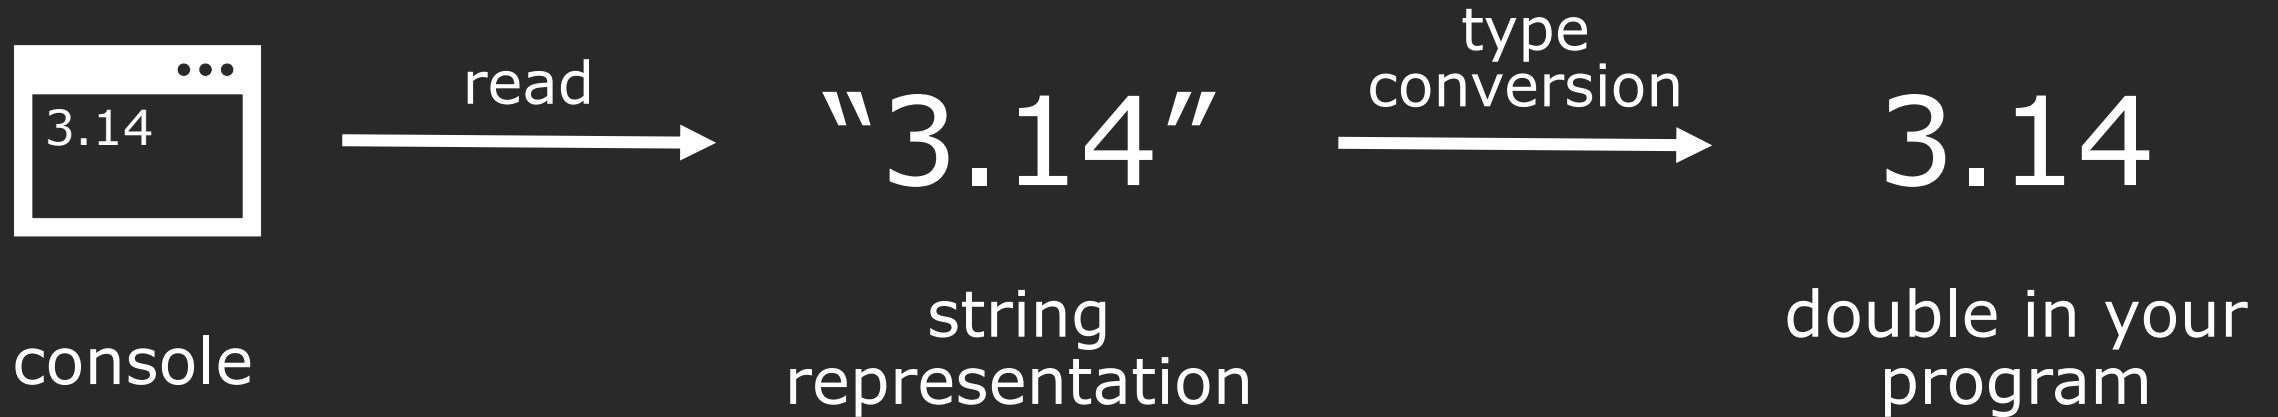 3.14
read
“3.14”
type
conversion
3.14
console
string
representation
double in your
program